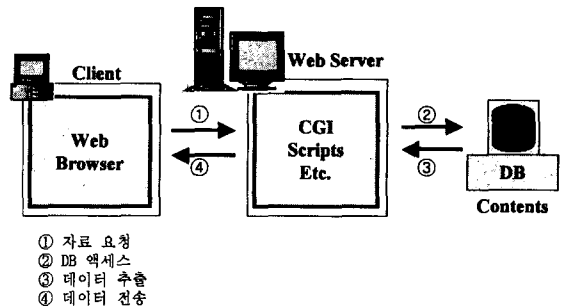 Client
Web Server
Web
Browser
①
④
CGI
Scripts
Etc.
②
③
DB
Contents
① 자료 요청
② DB 액세스
③ 데이터 추출
④ 데이터 전송